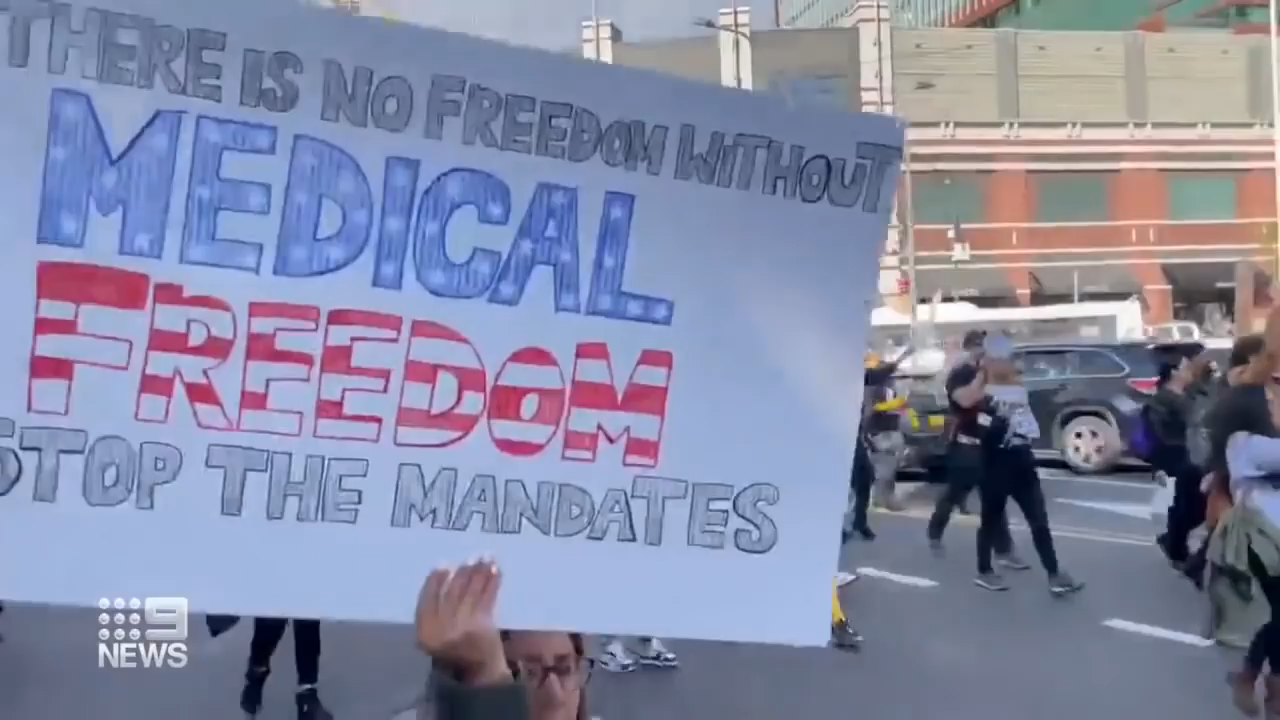 THERE IS NO FREEDOM WITHOUT
MEDICAL
FREEDOM
STOP THE MANDATES
9
NEWS